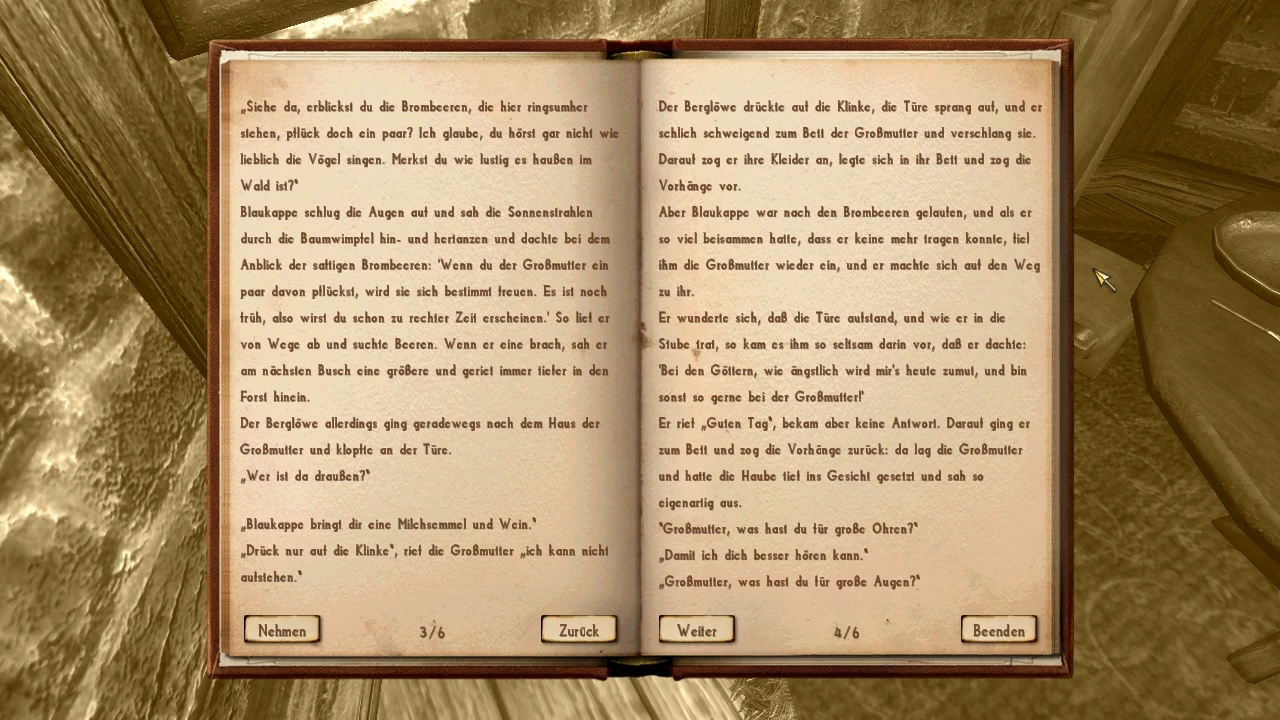 „Siehe da, erblickst du die Brombeeren, die hier ringsumher
stehen, pflück doch ein paar? Ich glaube, du hörst gar nicht wie
lieblich die Vögel singen. Merkst du wie lustig es haußen im
Wald ist?“
Blaukappe schlug die Augen auf und sah die Sonnenstrahlen
durch die Baumwimpfel hin- und hertanzen und dachte bei dem
Anblick der saftigen Brombeeren: 'Wenn du der Großmutter ein
paar davon pflückst, wird sie sich bestimmt freuen. Es ist noch
früh, also wirst du schon zu rechter Zeit erscheinen.' So lief er
von Wege ab und suchte Beeren. Wenn er eine brach, sah er
am nächsten Busch eine größere und geriet immer tiefer in den
Forst hinein.
Der Berglöwe allerdings ging geradewegs nach dem Haus der
Großmutter und klopfte an der Türe.
„Wer ist da draußen?“
„Blaukappe bringt dir eine Milchsemmel und Wein.“
„Drück nur auf die Klinke“, rief die Großmutter „ich kann nicht
aufstehen.“
Nehmen
3/6
Zurück
Der Berglöwe drückte auf die Klinke, die Türe sprang auf, und er
schlich schweigend zum Bett der Großmutter und verschlang sie.
Darauf zog er ihre Kleider an, legte sich in ihr Bett und zog die
Vorhänge vor.
Aber Blaukappe war nach den Brombeeren gelaufen, und als er
so viel beisammen hatte, dass er keine mehr tragen konnte, fiel
ihm die Großmutter wieder ein, und er machte sich auf den Weg
zu ihr.
Er wunderte sich, daß die Türe aufstand, und wie er in die
Stube trat, so kam es ihm so seltsam darin vor, daß er dachte:
'Bei den Göttern, wie ängstlich wird mir's heute zumut, und bin
sonst so gerne bei der Großmutter!'
Er rief „Guten Tag“, bekam aber keine Antwort. Darauf ging er
zum Bett und zog die Vorhänge zurück: da lag die Großmutter
und hatte die Haube tief ins Gesicht gesetzt und sah so
eigenartig aus.
“Großmutter, was hast du für große Ohren?“
„Damit ich dich besser hören kann.“
„Großmutter, was hast du für große Augen?“
Weiter
4/6
Beenden